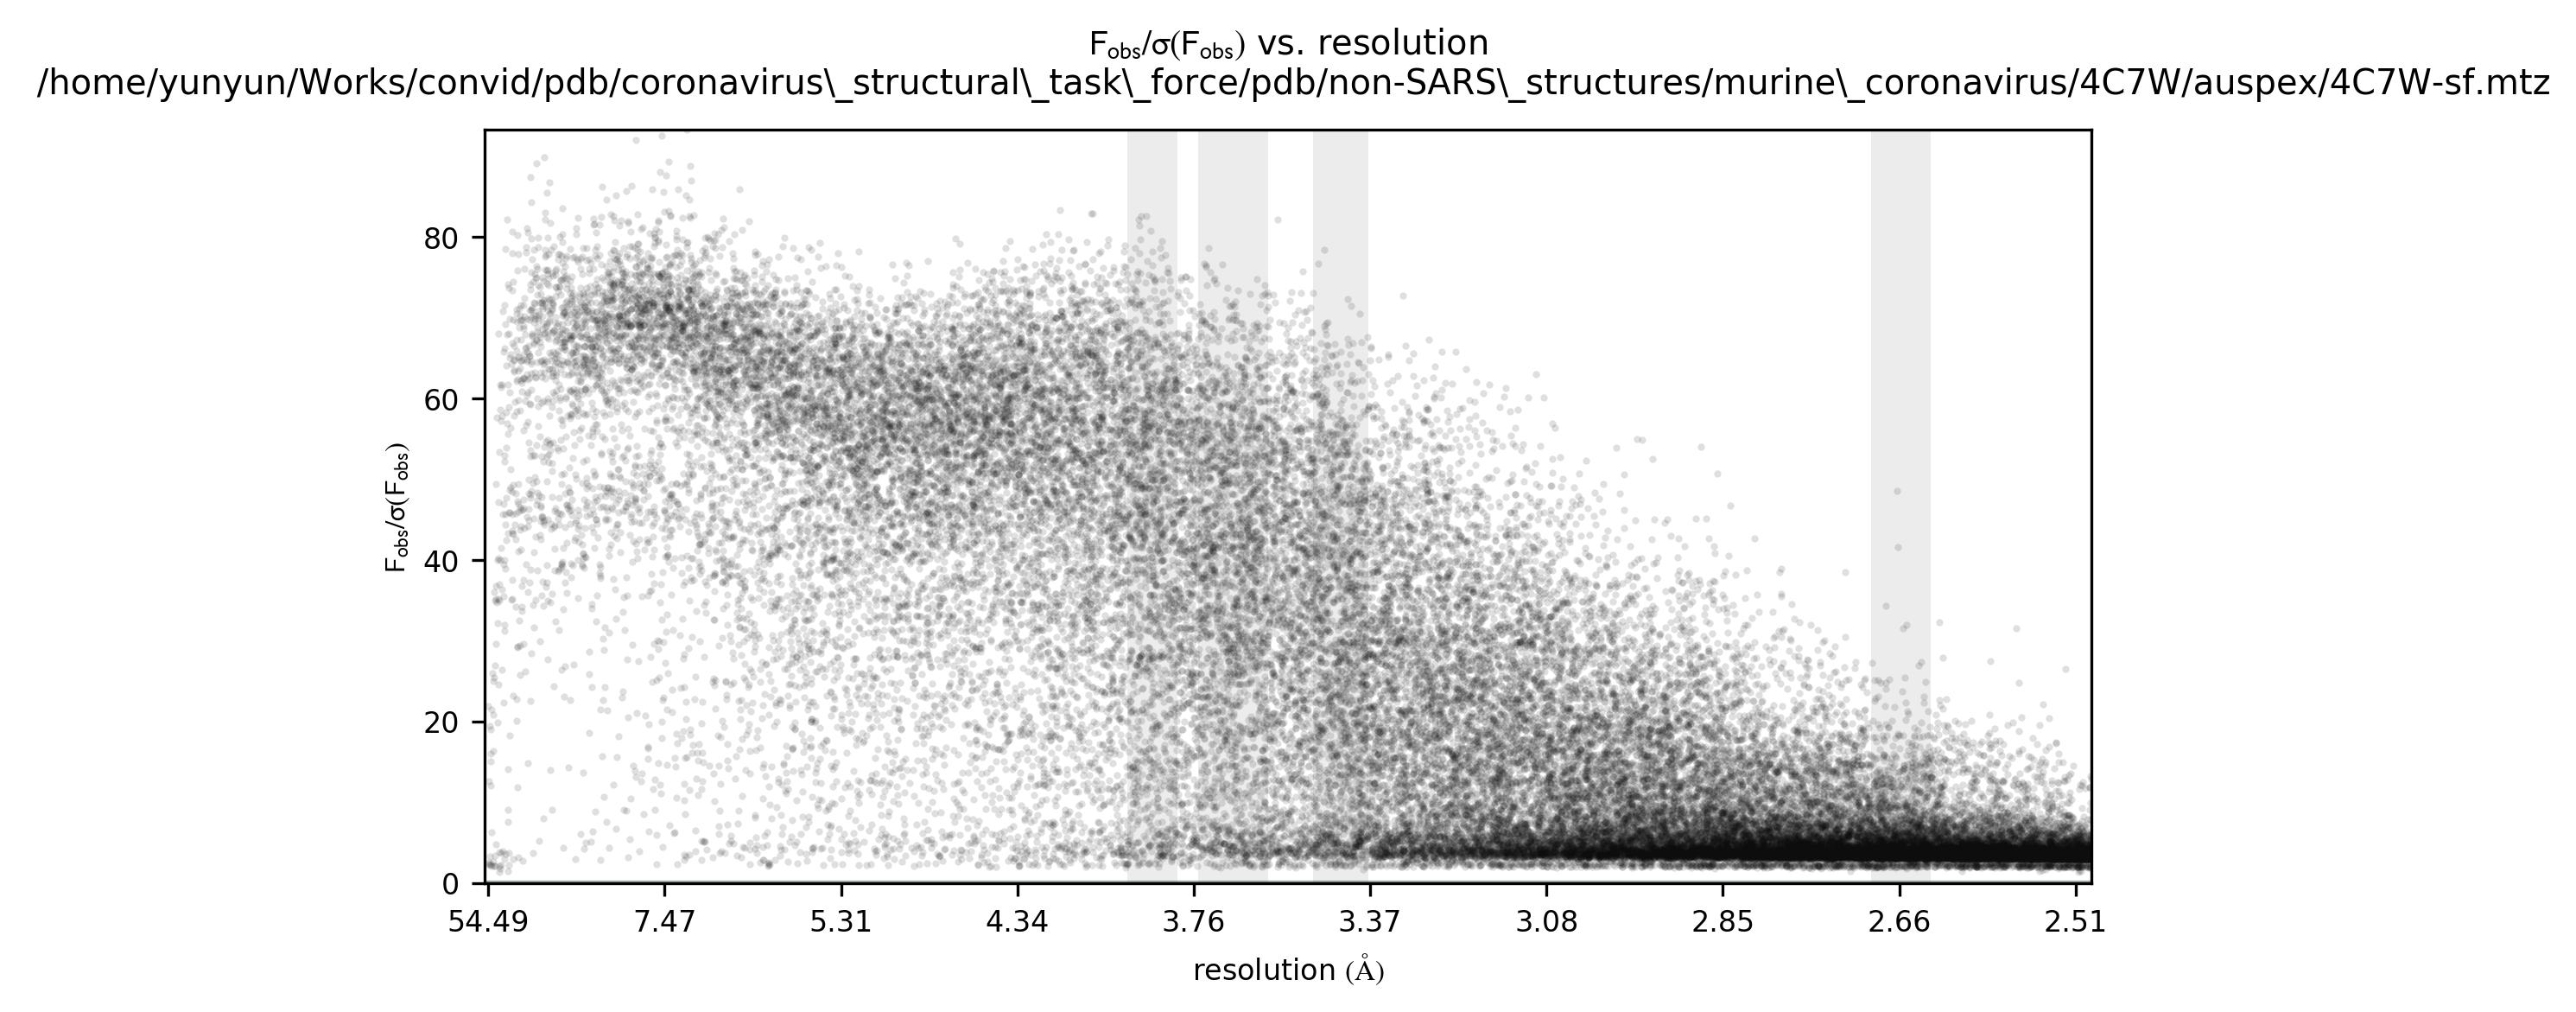 Fobs/σ(Fobs) vs. resolution
/home/yunyun/Works/convid/pdb/coronavirus\_structural\_task\_force/pdb/non-SARS\_structures/murine\_coronavirus/4C7W/auspex/4C7W-sf.mtz
Fobs/σ(Fobs)
80
60
40
20
0
54.49 7.47 5.31 4.34 3.76 3.37 3.08 2.85 2.66 2.51
resolution (Å)